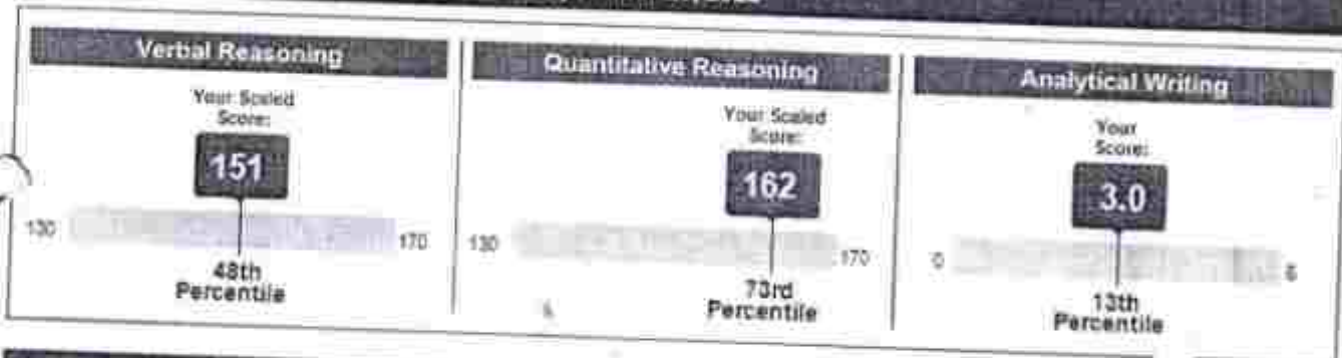 Verbal Reasoning
Your Scaled
Score:
151
130
170
48th
Percentile
Quantitative Reasoning
Your Scaled
Score:
162
130
170
73rd
Percentile
Analytical Writing
Your
Score:
3.0
0
6
13th
Percentile